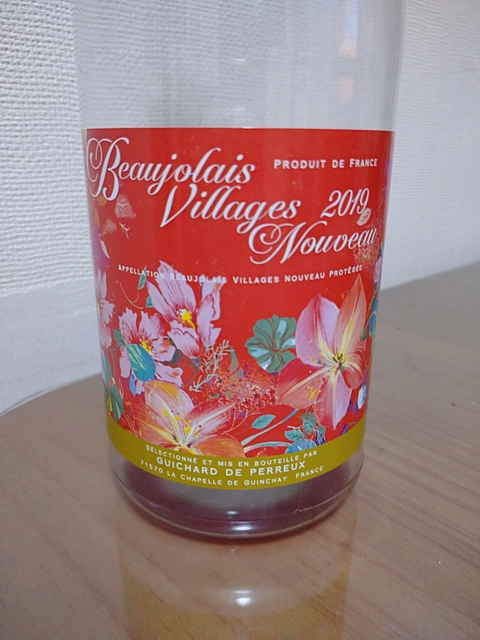 Beaujolais
PRODUIT DE FRANCE
Villages 2019
Nouveau
APPELLATION BEAUJOLAIS VILLAGES NOUVEAU PROTÉGÉE
SÉLECTIONNÉ ET MIS EN BOUTEILLE PAR
GUICHARD DE PERREUX
71570 LA CHAPELLE DE GUINCHAY FRANCE